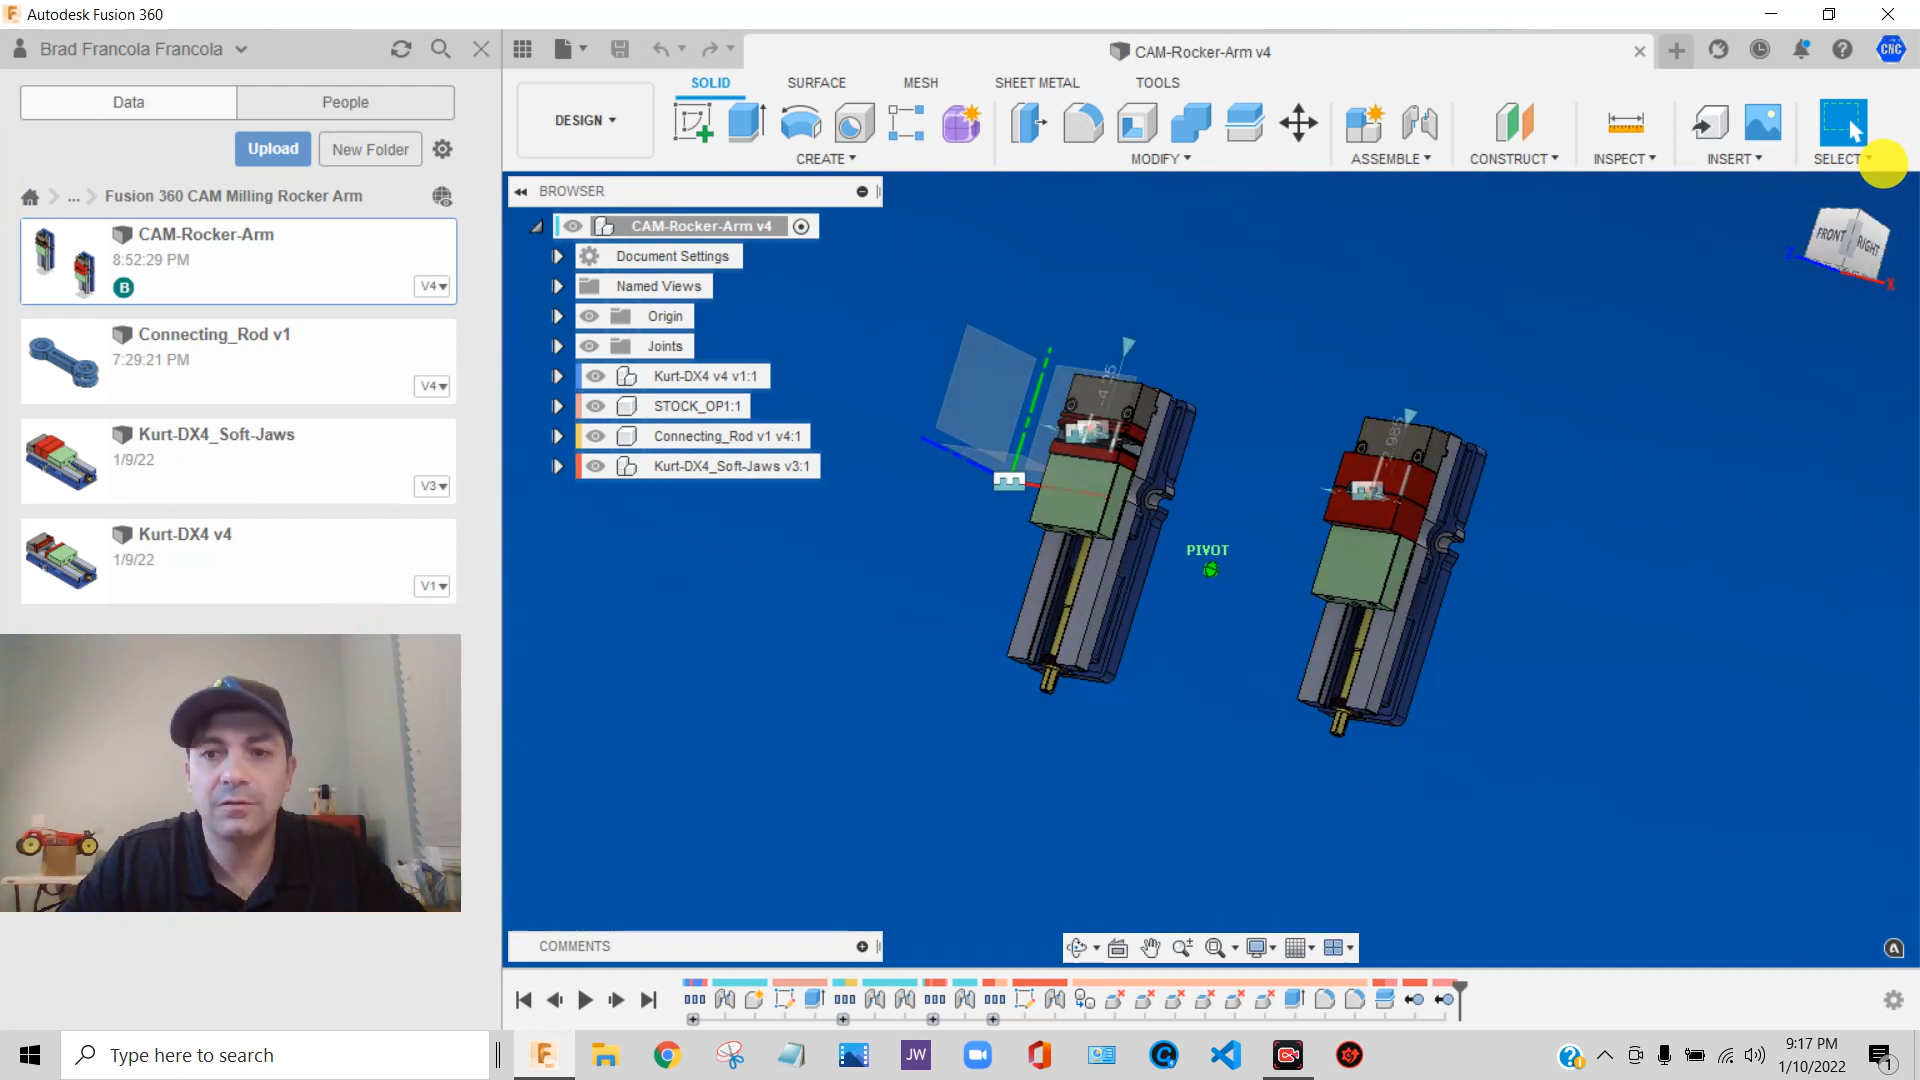 Autodesk Fusion 360
Brad Francola Francola
CAM-Rocker-Arm v4
CNC
Data
People
SOLID
SURFACE
MESH
SHEET METAL
TOOLS
Upload
New Folder
DESIGN
CREATE
MODIFY
ASSEMBLE
CONSTRUCT
INSPECT
INSERT
SELECT
... Fusion 360 CAM Milling Rocker Arm
CAM-Rocker-Arm
8:52:29 PM
B
V4
Connecting_Rod v1
7:29:21 PM
V4
Kurt-DX4_Soft-Jaws
1/9/22
V3
Kurt-DX4 v4
1/9/22
V1
BROWSER
CAM-Rocker-Arm v4
Document Settings
Named Views
Origin
Joints
Kurt-DX4 v4 v1:1
STOCK_OP1:1
Connecting_Rod v1 v4:1
Kurt-DX4_Soft-Jaws v3:1
FRONT
RIGHT
Z
X
PIVOT
COMMENTS
Type here to search
JW
9:17 PM
1/10/2022
1